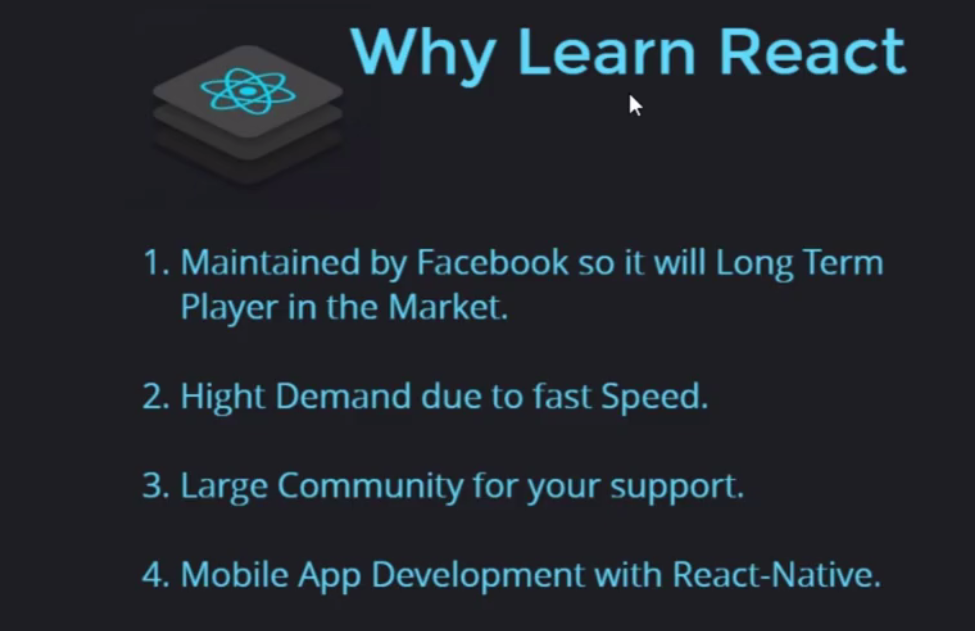 Why Learn React
1. Maintained by Facebook so it will Long Term
Player in the Market.
2. Hight Demand due to fast Speed.
3. Large Community for your support.
4. Mobile App Development with React-Native.